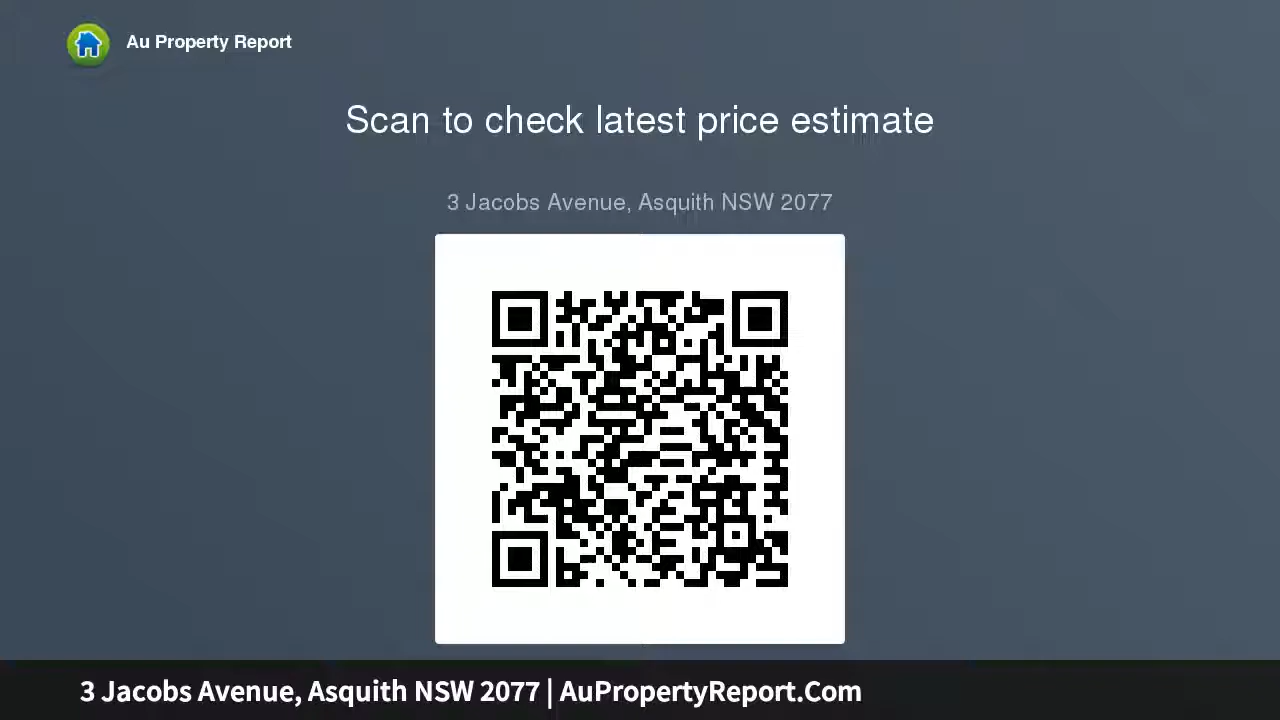 Au Property Report
Scan to check latest price estimate
3 Jacobs Avenue, Asquith NSW 2077
3 Jacobs Avenue, Asquith NSW 2077 | AuPropertyReport.Com